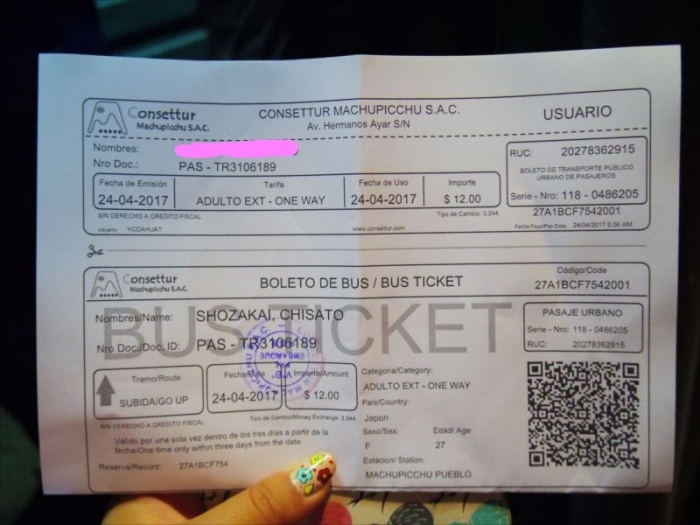 Consettur
Machupicchu S.A.C.
CONSETTUR MACHUPICCHU S.A.C.
Av. Hermanos Ayar S/N
USUARIO
Nombres:
Nro Doc.: PAS - TR3106189
RUC: 20278362915
BOLETO DE TRANSPORTE PÚBLICO
URBANO DE PASAJEROS
Serie - Nro: 118 - 0486205
Fecha de Emisión Tarifa Fecha de Uso Importe
24-04-2017 ADULTO EXT - ONE WAY 24-04-2017 $ 12.00
27A1BCF7542001
SIN DERECHO A CREDITO FISCAL
Tipo de Cambio: 3.244
Usuario: YCCAHUAT
www.consettur.com
Fecha Pago/Pay Date: 24/04/2017 5:06 AM
Consettur
Machupicchu S.A.C.
BOLETO DE BUS / BUS TICKET
Código/Code
27A1BCF7542001
BUS TICKET
Nombres/Name: SHOZAKAI, CHISATO
Nro Doc./Doc. ID: PAS - TR3106189
PASAJE URBANO
Serie - Nro: 118 - 0486205
RUC: 20278362915
Tramo/Route
SUBIDA/GO UP
Fecha/Date Importe/Amount
24-04-2017 $ 12.00
SIN DERECHO A CREDITO FISCAL
Tipo de Cambio/Money Exchange: 3.244
Válido por una sola vez dentro de los tres días a partir de la
fecha/One time only within three days from the date
Reserva/Record: 27A1BCF754
Categoria/Category:
ADULTO EXT - ONE WAY
País/Country:
Japon
Sexo/Sex: Edad/Age:
F 27
Estacion/Station:
MACHUPICCHU PUEBLO